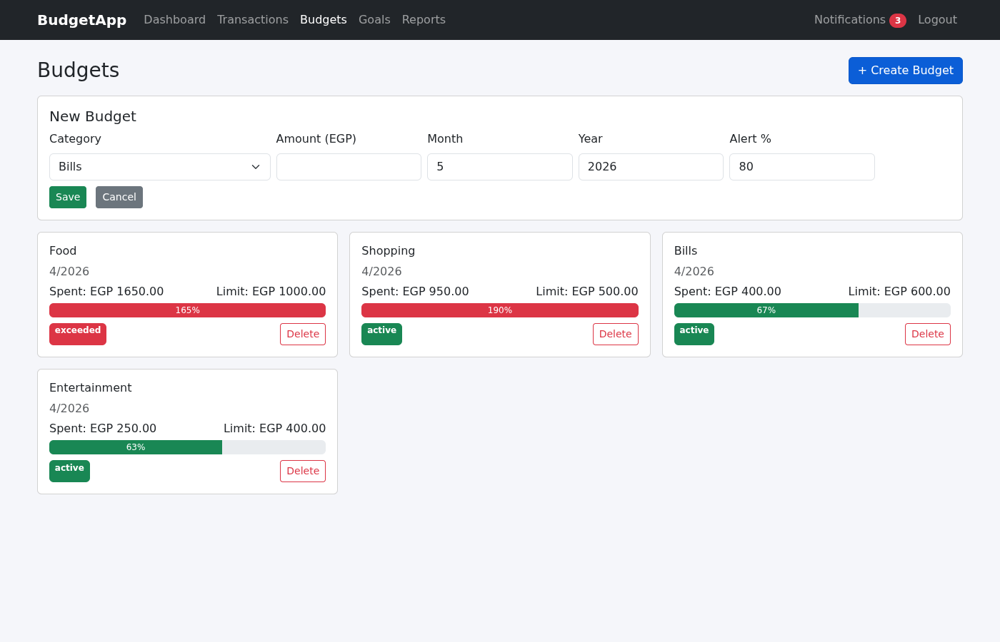 BudgetApp Dashboard Transactions Budgets Goals Reports Notifications 3 Logout
Budgets + Create Budget
New Budget
Category Amount (EGP) Month Year Alert %
Bills 5 2026 80
Save Cancel
Food
4/2026
Spent: EGP 1650.00 Limit: EGP 1000.00
165%
exceeded Delete
Shopping
4/2026
Spent: EGP 950.00 Limit: EGP 500.00
190%
active Delete
Bills
4/2026
Spent: EGP 400.00 Limit: EGP 600.00
67%
active Delete
Entertainment
4/2026
Spent: EGP 250.00 Limit: EGP 400.00
63%
active Delete